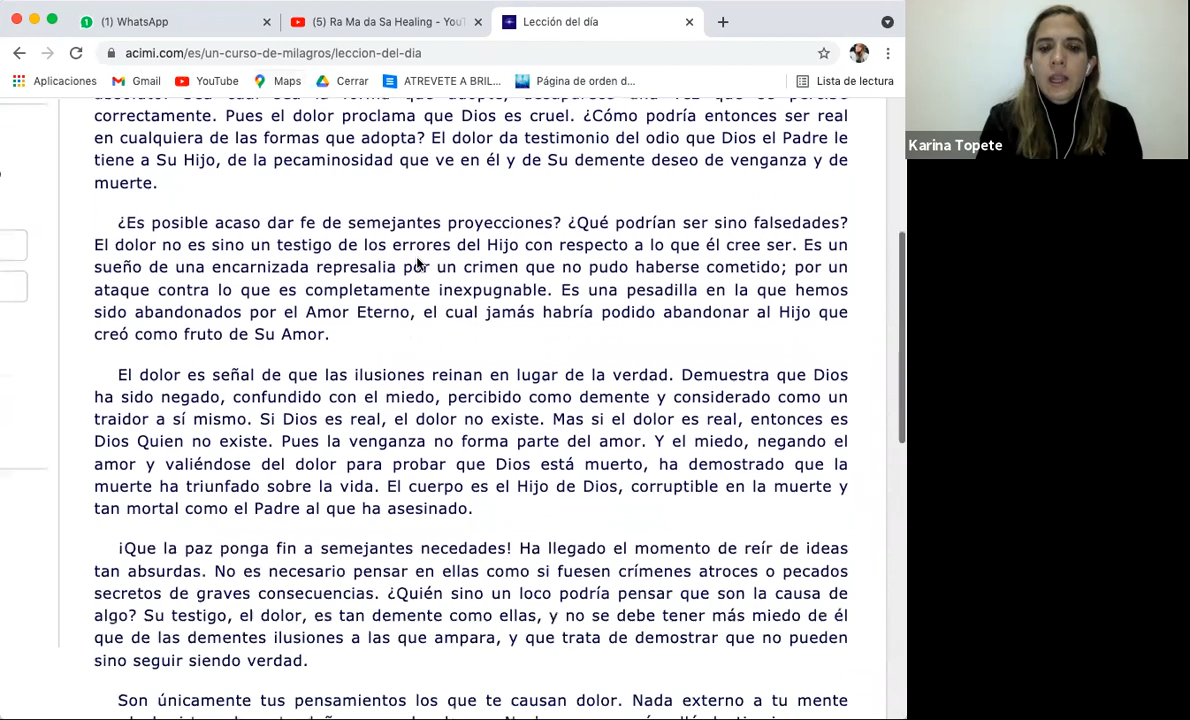 (1) WhatsApp
(5) Ra Ma da Sa Healing - YouT
Lección del día
acimi.com/es/un-curso-de-milagros/leccion-del-dia
Aplicaciones
Gmail
YouTube
Maps
Cerrar
ATREVETE A BRIL...
Página de orden d...
Lista de lectura
correctamente. Pues el dolor proclama que Dios es cruel. ¿Cómo podría entonces ser real
en cualquiera de las formas que adopta? El dolor da testimonio del odio que Dios el Padre le
tiene a Su Hijo, de la pecaminosidad que ve en él y de Su demente deseo de venganza y de
muerte.
¿Es posible acaso dar fe de semejantes proyecciones? ¿Qué podrían ser sino falsedades?
El dolor no es sino un testigo de los errores del Hijo con respecto a lo que él cree ser. Es un
sueño de una encarnizada represalia por un crimen que no pudo haberse cometido; por un
ataque contra lo que es completamente inexpugnable. Es una pesadilla en la que hemos
sido abandonados por el Amor Eterno, el cual jamás habría podido abandonar al Hijo que
creó como fruto de Su Amor.
El dolor es señal de que las ilusiones reinan en lugar de la verdad. Demuestra que Dios
ha sido negado, confundido con el miedo, percibido como demente y considerado como un
traidor a sí mismo. Si Dios es real, el dolor no existe. Mas si el dolor es real, entonces es
Dios Quien no existe. Pues la venganza no forma parte del amor. Y el miedo, negando el
amor y valiéndose del dolor para probar que Dios está muerto, ha demostrado que la
muerte ha triunfado sobre la vida. El cuerpo es el Hijo de Dios, corruptible en la muerte y
tan mortal como el Padre al que ha asesinado.
¡Que la paz ponga fin a semejantes necedades! Ha llegado el momento de reír de ideas
tan absurdas. No es necesario pensar en ellas como si fuesen crímenes atroces o pecados
secretos de graves consecuencias. ¿Quién sino un loco podría pensar que son la causa de
algo? Su testigo, el dolor, es tan demente como ellas, y no se debe tener más miedo de él
que de las dementes ilusiones a las que ampara, y que trata de demostrar que no pueden
sino seguir siendo verdad.
Son únicamente tus pensamientos los que te causan dolor. Nada externo a tu mente
Karina Topete